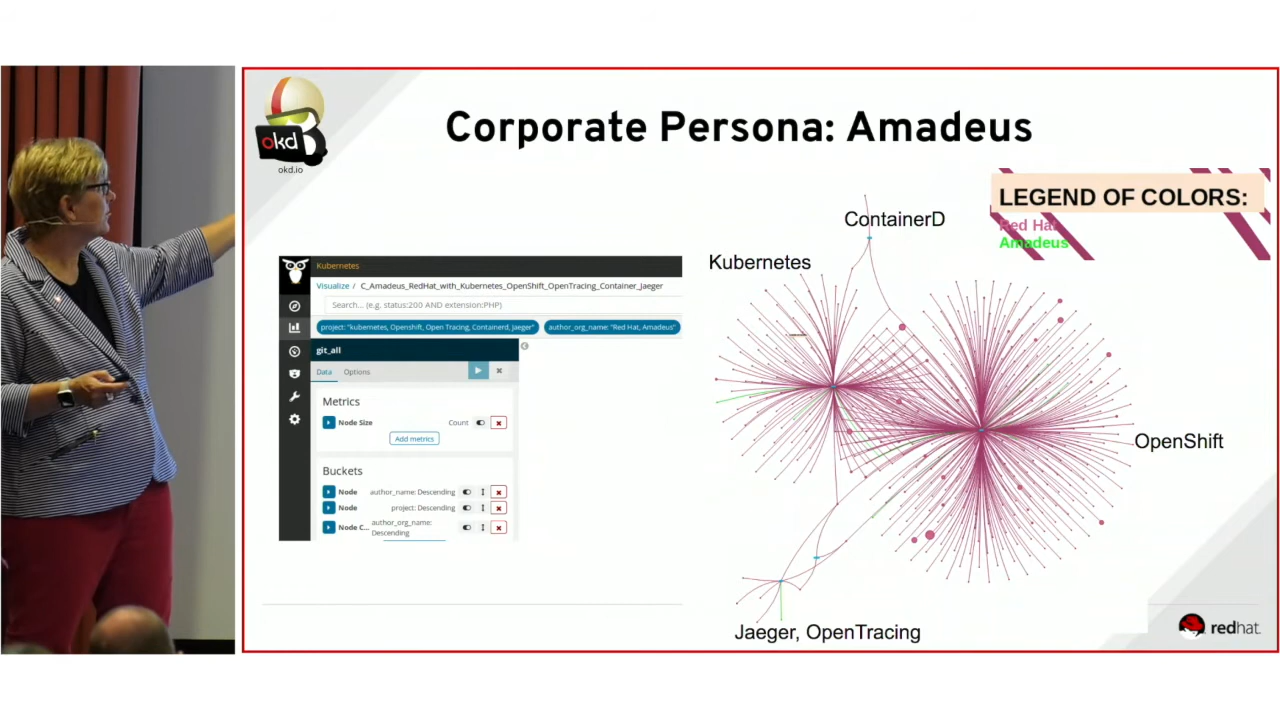 okd
okd.io
Corporate Persona: Amadeus
LEGEND OF COLORS:
Red Hat
Amadeus
ContainerD
Kubernetes
OpenShift
Jaeger, OpenTracing
Kubernetes
Visualize / C_Amadeus_RedHat_with_Kubernetes_OpenShift_OpenTracing_Container_Jaeger
Search... (e.g. status:200 AND extension:PHP)
project: "kubernetes, Openshift, Open Tracing, Containerd, Jaeger" author_org_name: "Red Hat, Amadeus"
git_all
Data Options
Metrics
Node Size Count
Add metrics
Buckets
Node author_name: Descending
Node project: Descending
Node C... author_org_name:
Descending
redhat.